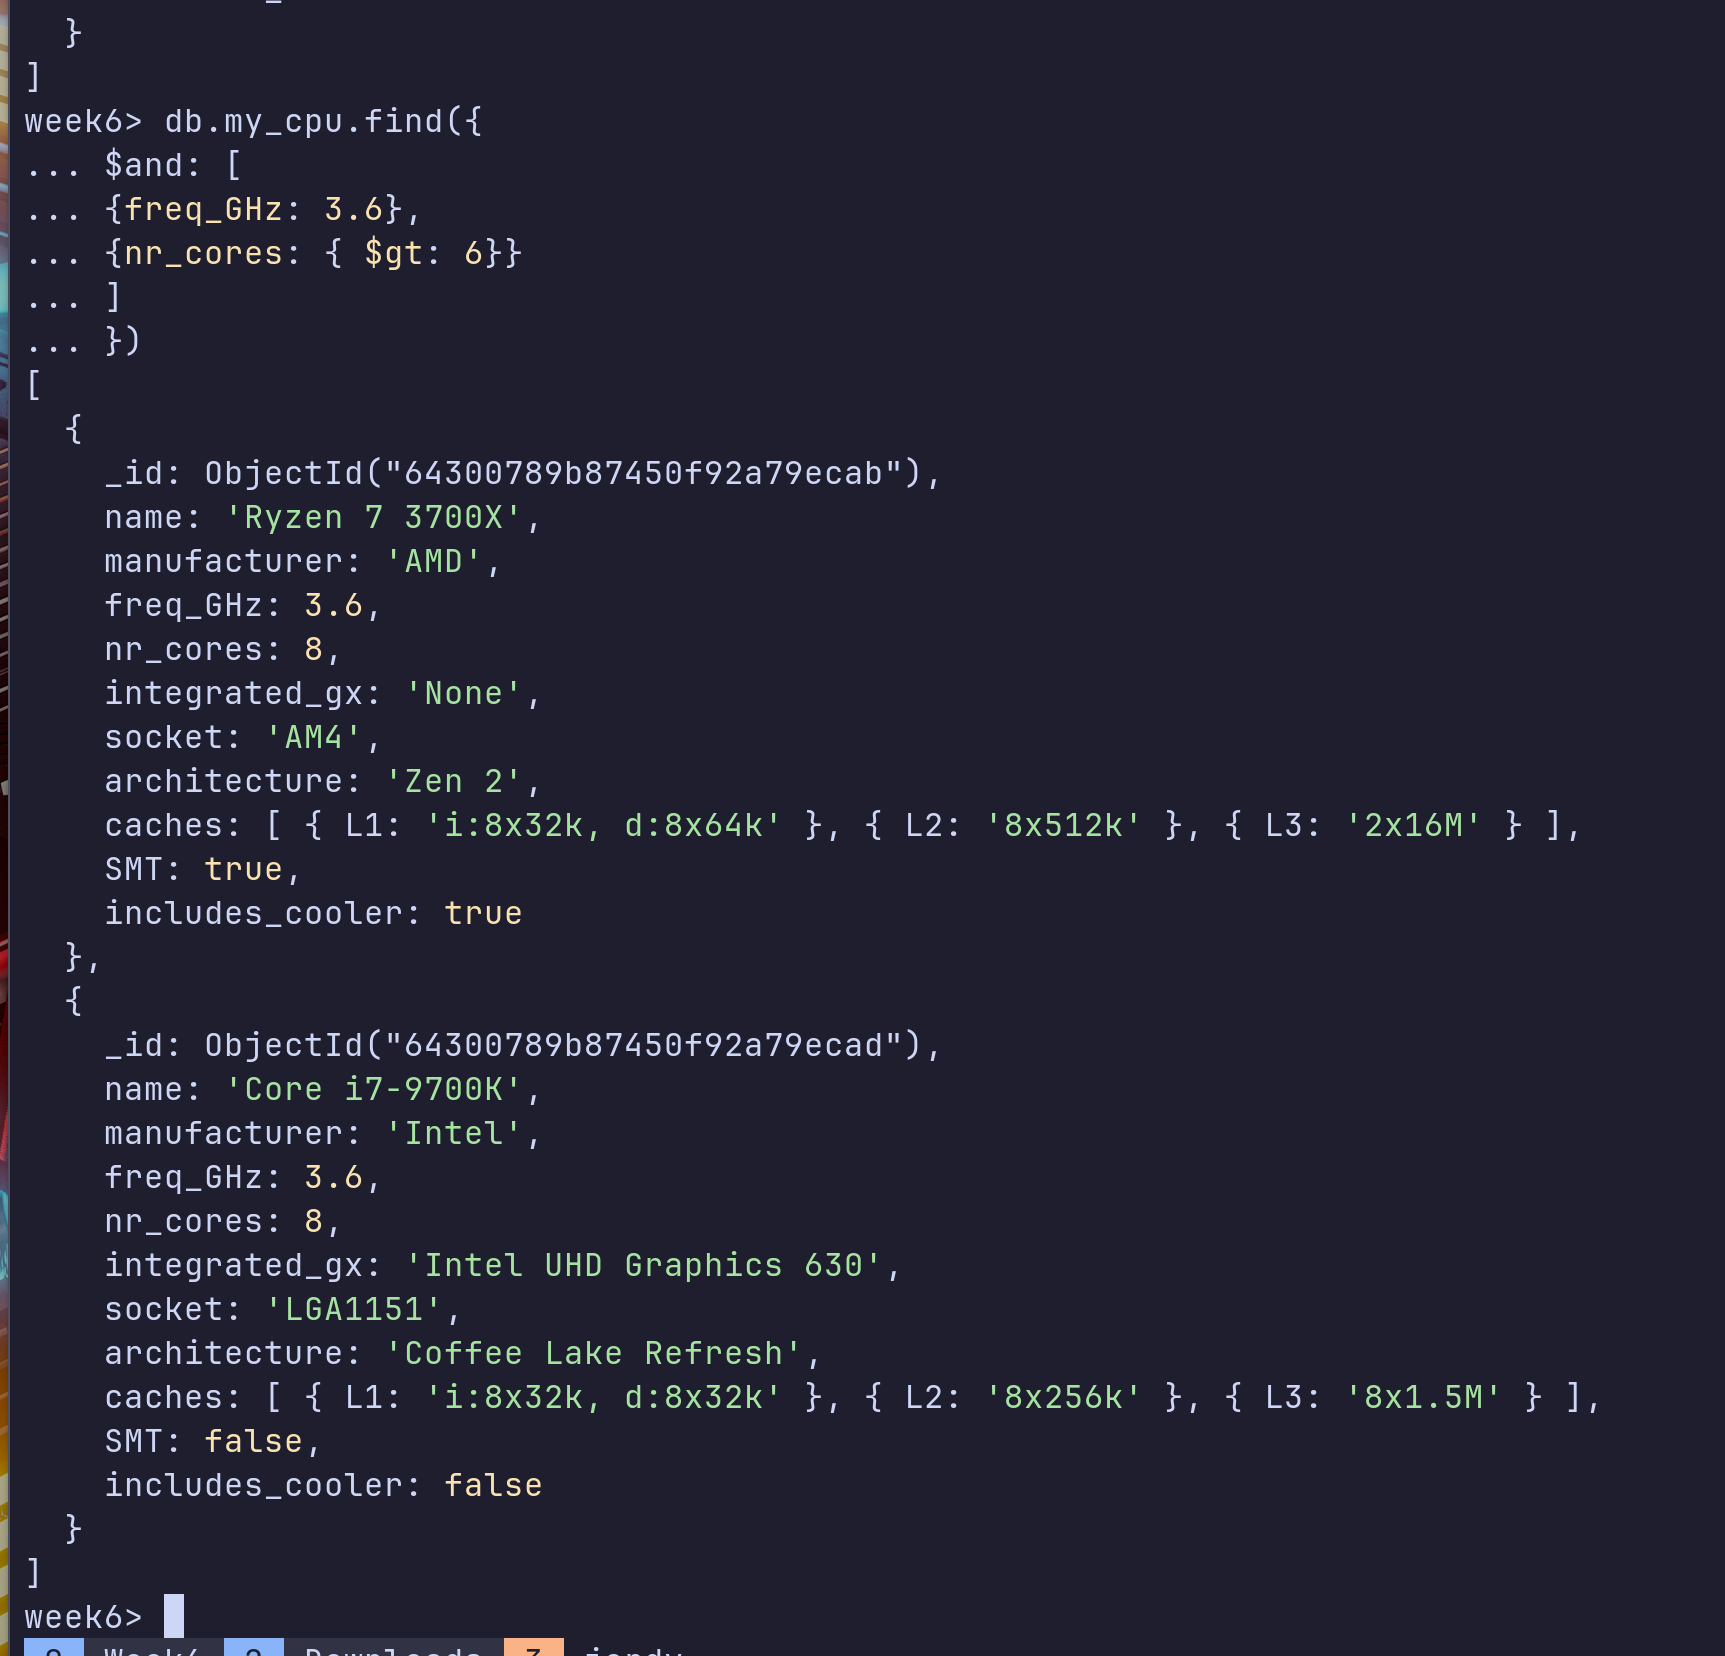 }
]
week6> db.my_cpu.find({
... $and: [
... {freq_GHz: 3.6},
... {nr_cores: { $gt: 6}}
... ]
... })
[
  {
    _id: ObjectId("64300789b87450f92a79ecab"),
    name: 'Ryzen 7 3700X',
    manufacturer: 'AMD',
    freq_GHz: 3.6,
    nr_cores: 8,
    integrated_gx: 'None',
    socket: 'AM4',
    architecture: 'Zen 2',
    caches: [ { L1: 'i:8x32k, d:8x64k' }, { L2: '8x512k' }, { L3: '2x16M' } ],
    SMT: true,
    includes_cooler: true
  },
  {
    _id: ObjectId("64300789b87450f92a79ecad"),
    name: 'Core i7-9700K',
    manufacturer: 'Intel',
    freq_GHz: 3.6,
    nr_cores: 8,
    integrated_gx: 'Intel UHD Graphics 630',
    socket: 'LGA1151',
    architecture: 'Coffee Lake Refresh',
    caches: [ { L1: 'i:8x32k, d:8x32k' }, { L2: '8x256k' }, { L3: '8x1.5M' } ],
    SMT: false,
    includes_cooler: false
  }
]
week6>
Week6 Downloads